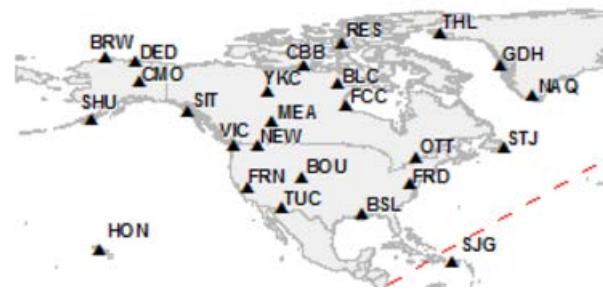 THL
RES
BRW
DED
CBB
GDH
CMO
YKC
BLC
NAQ
SHU
SIT
FCC
MEA
VIC
NEW
OTT
STJ
FRN
BOU
FRD
TUC
BSL
HON
SJG